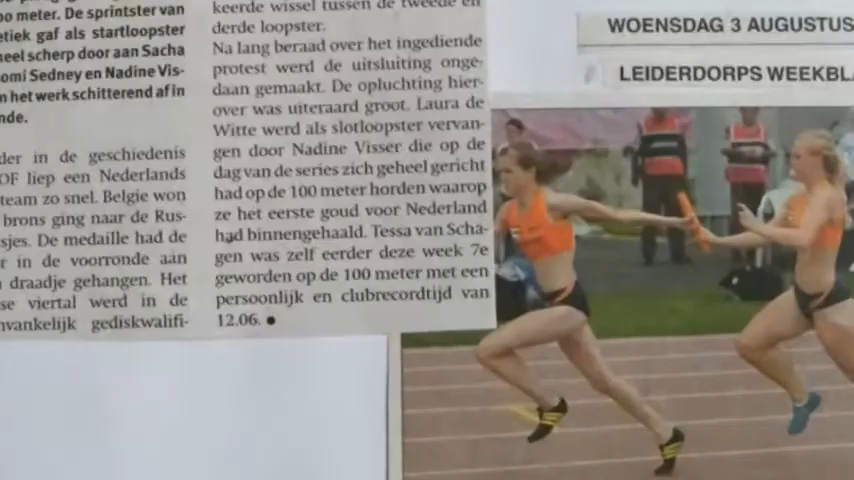 oo meter. De sprintster van
etiek gaf als startloopster
heel scherp door aan Sacha
omi Sedney en Nadine Vis-
n het werk schitterend af in
nde.
der in de geschiedenis
OF liep een Nederlands
team zo snel. Belgie won
brons ging naar de Rus-
sjes. De medaille had de
r in de voorronde aan
draadje gehangen. Het
se viertal werd in de
nvankelijk gediskwalifi-
keerde wissel tussen de tweede en
derde loopster.
Na lang beraad over het ingediende
protest werd de uitsluiting onge-
daan gemaakt. De opluchting hier-
over was uiteraard groot. Laura de
Witte werd als slotloopster vervan-
gen door Nadine Visser die op de
dag van de series zich geheel gericht
had op de 100 meter horden waarop
ze het eerste goud voor Nederland
had binnengehaald. Tessa van Scha-
gen was zelf eerder deze week 7e
geworden op de 100 meter met een
persoonlijk en clubrecordtijd van
12.06. ●
WOENSDAG 3 AUGUSTUS
LEIDERDORPS WEEKBLA